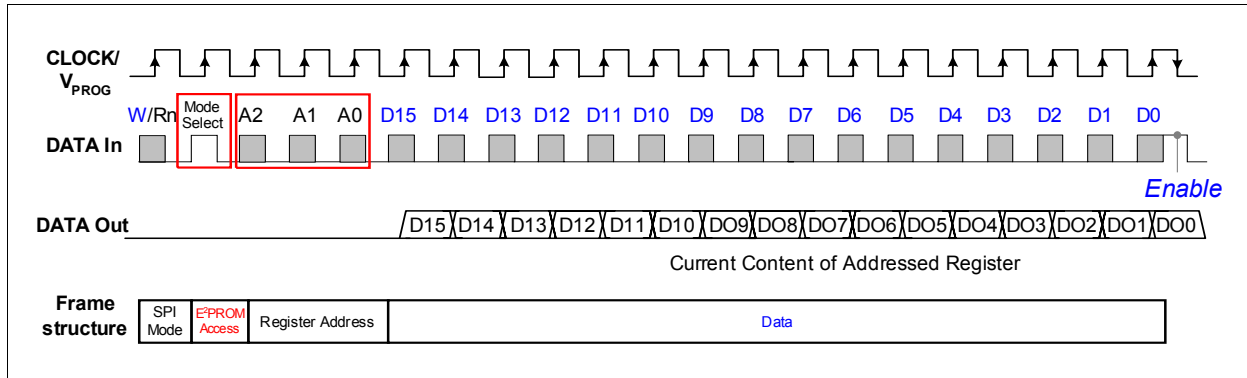 CLOCK/
VPROG
W/Rn Mode Select A2 A1 A0 D15 D14 D13 D12 D11 D10 D9 D8 D7 D6 D5 D4 D3 D2 D1 D0
DATA In
Enable
DATA Out D15 D14 D13 D12 D11 D10 DO9 DO8 DO7 DO6 DO5 DO4 DO3 DO2 DO1 DO0
Current Content of Addressed Register
Frame structure SPI Mode E²PROM Access Register Address Data